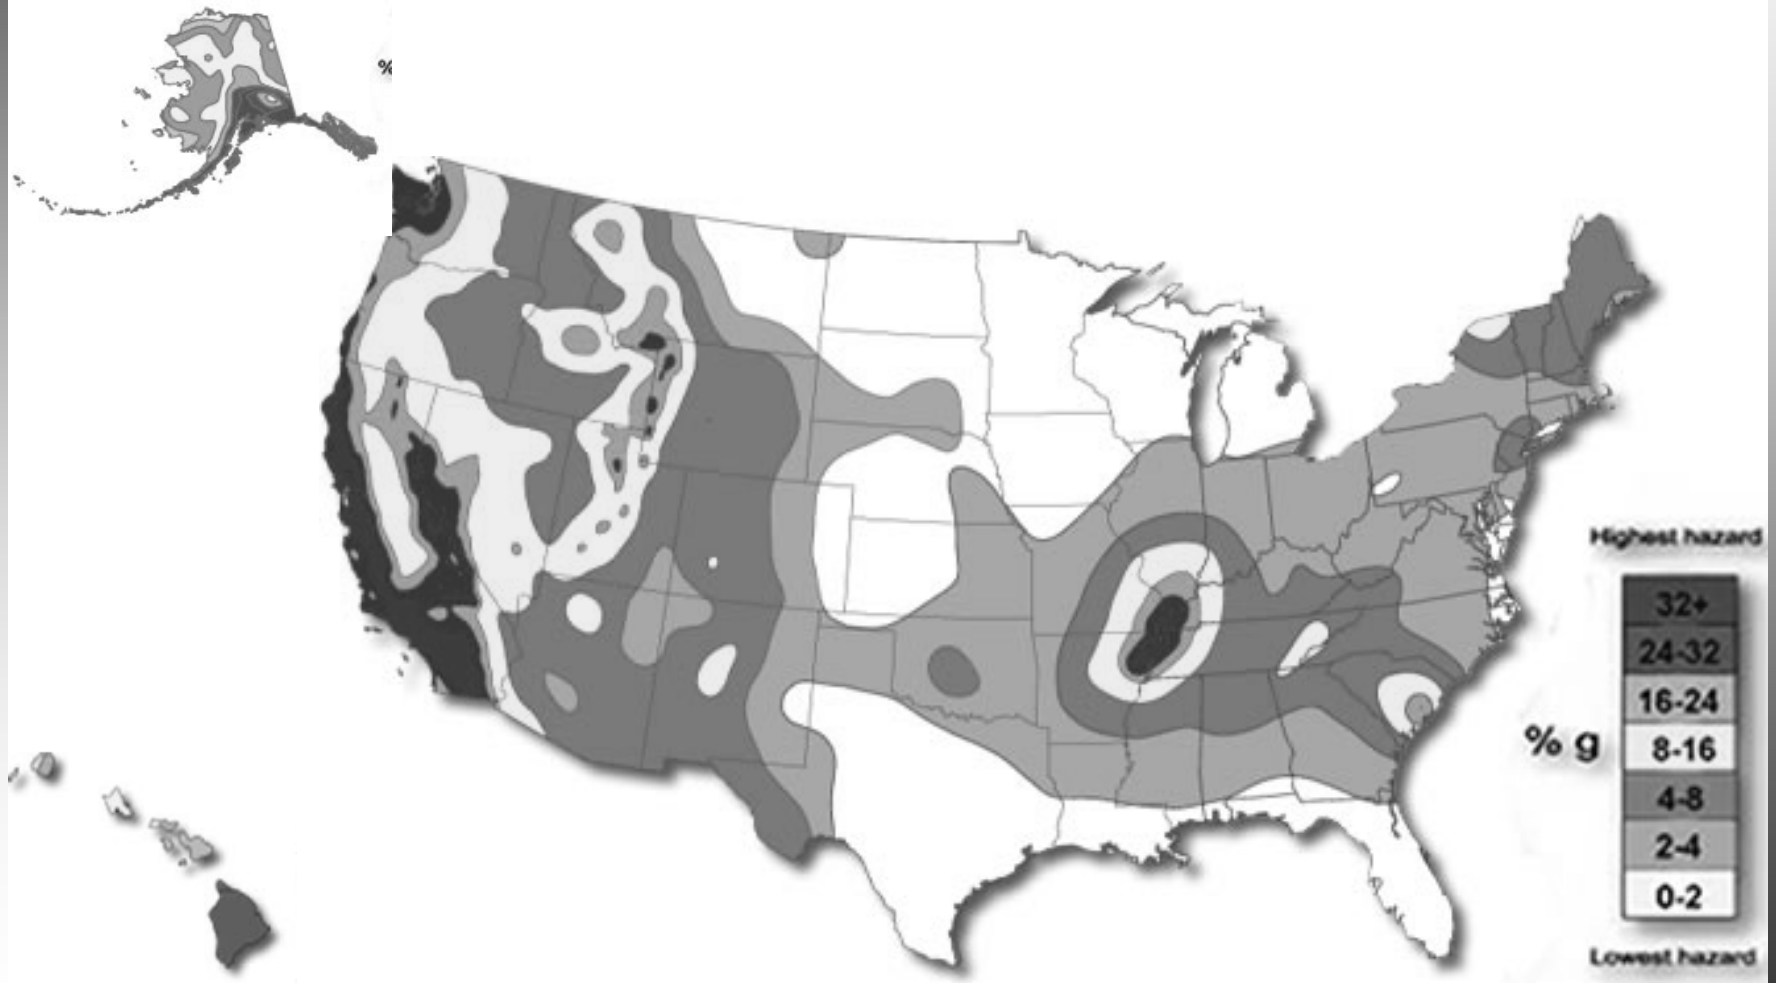 %
Highest hazard
32+
24-32
16-24
% g
8-16
4-8
2-4
0-2
Lowest hazard